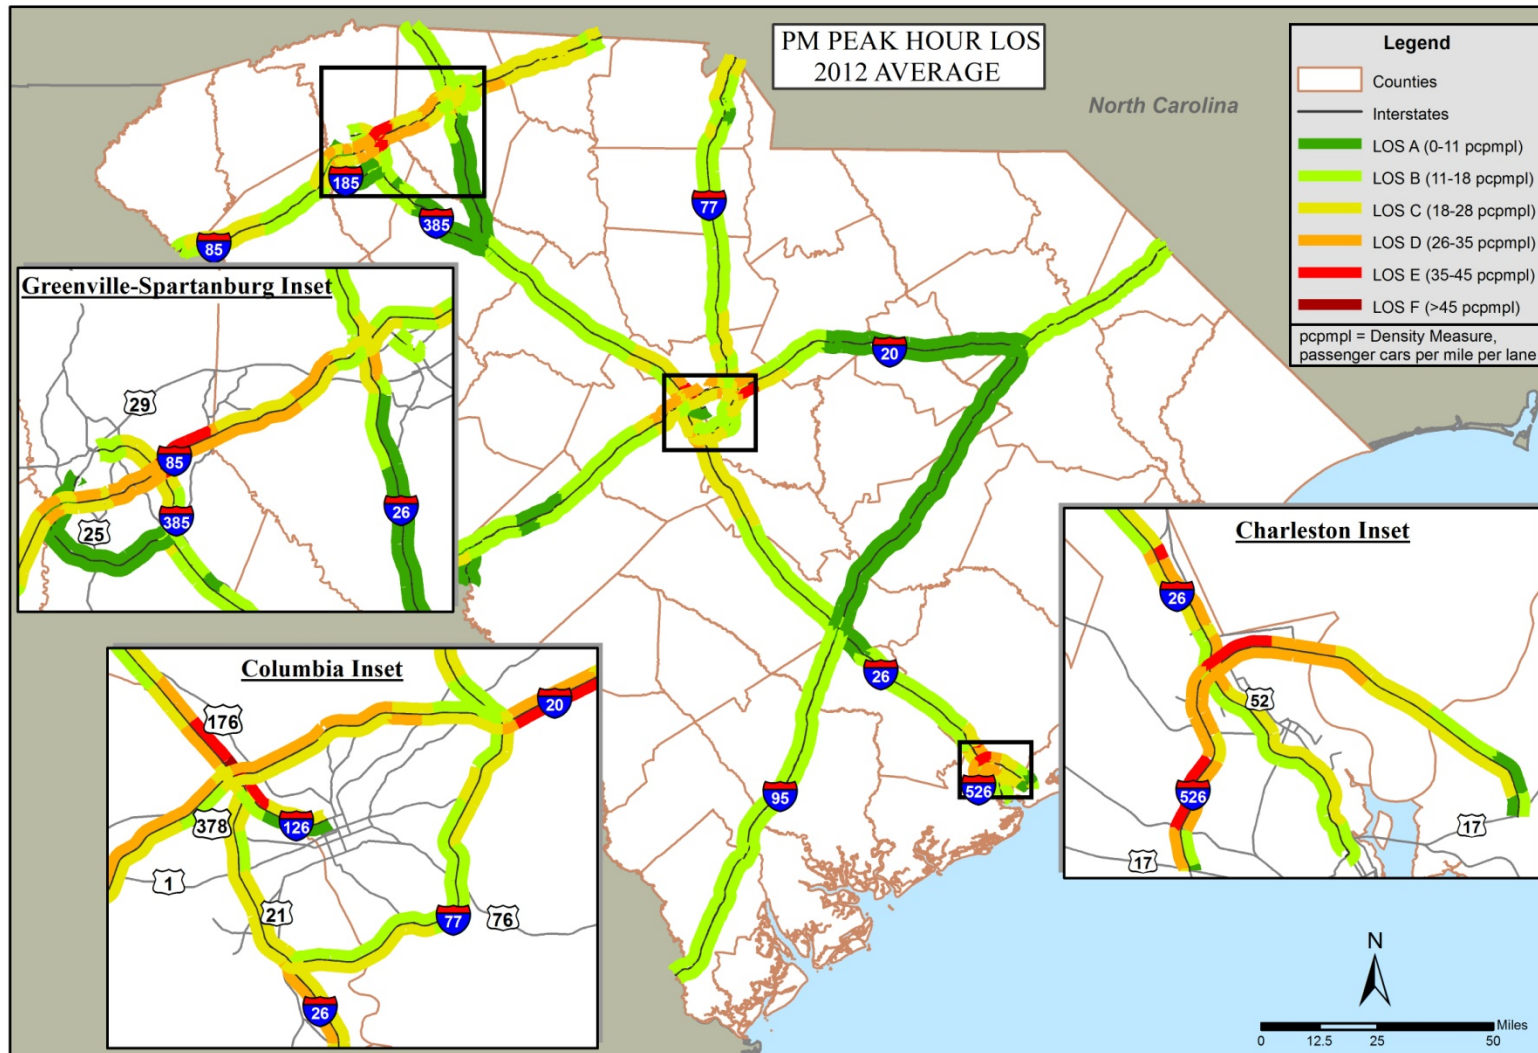 PM PEAK HOUR LOS
2012 AVERAGE
North Carolina
Legend
Counties
Interstates
LOS A (0-11 pcpmpl)
LOS B (11-18 pcpmpl)
LOS C (18-28 pcpmpl)
LOS D (26-35 pcpmpl)
LOS E (35-45 pcpmpl)
LOS F (>45 pcpmpl)
pcpmpl = Density Measure,
passenger cars per mile per lane
185
385
85
77
20
26
95
526
Greenville-Spartanburg Inset
29
85
385
25
26
Columbia Inset
176
20
378
126
1
21
77
76
26
Charleston Inset
26
52
526
17
17
N
Miles
0 12.5 25 50